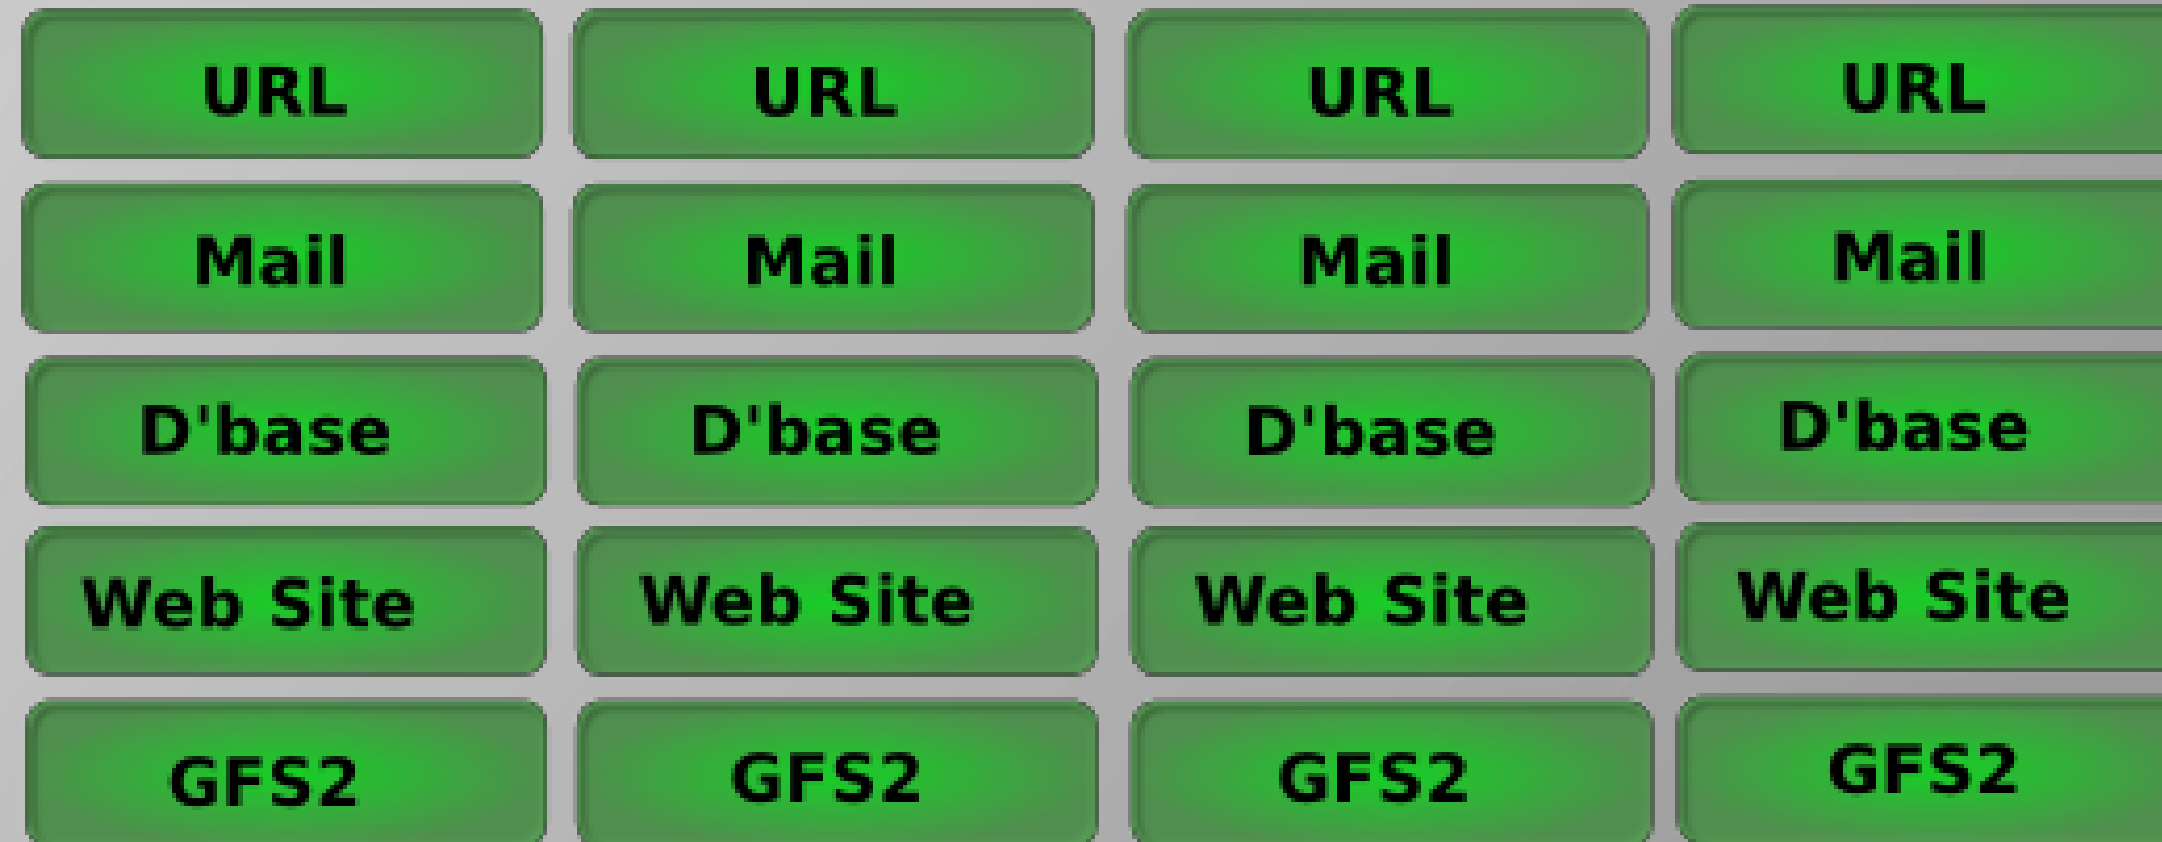 URL URL URL URL
Mail Mail Mail Mail
D'base D'base D'base D'base
Web Site Web Site Web Site Web Site
GFS2 GFS2 GFS2 GFS2